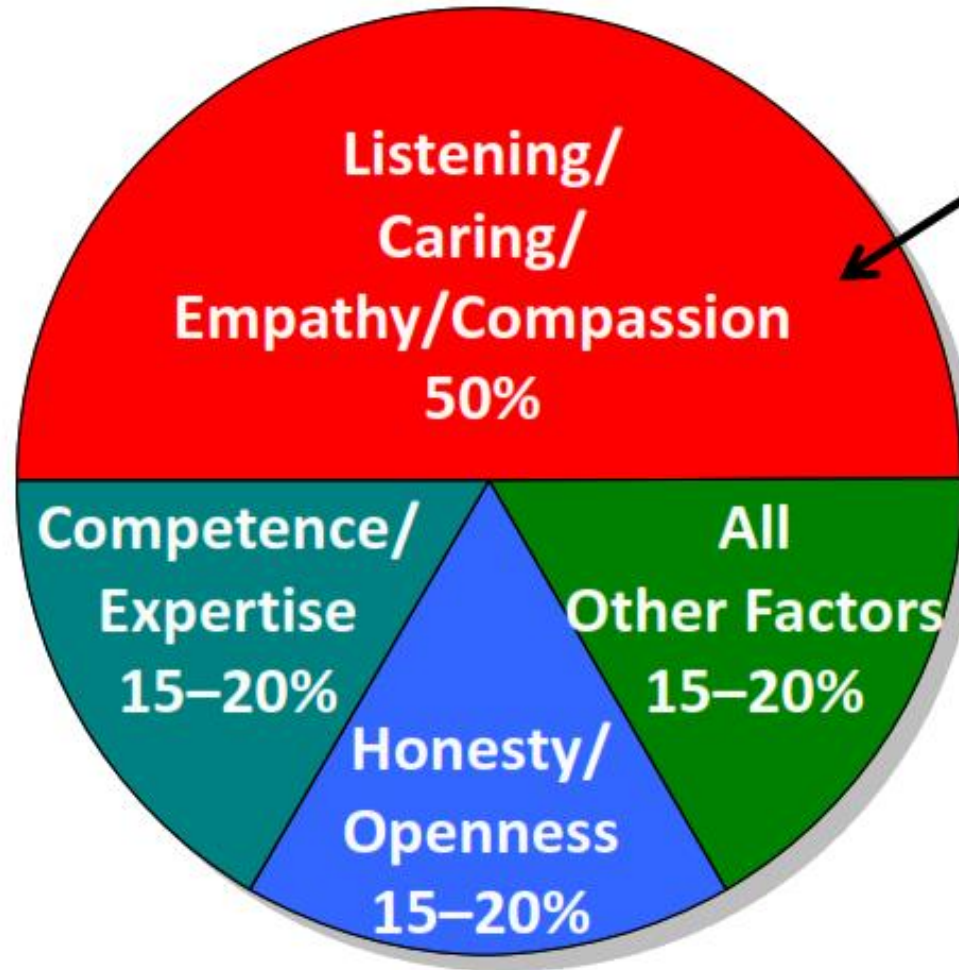 Listening/
Caring/
Empathy/Compassion
50%
Competence/
Expertise
15–20%
Honesty/
Openness
15–20%
All
Other Factors
15–20%